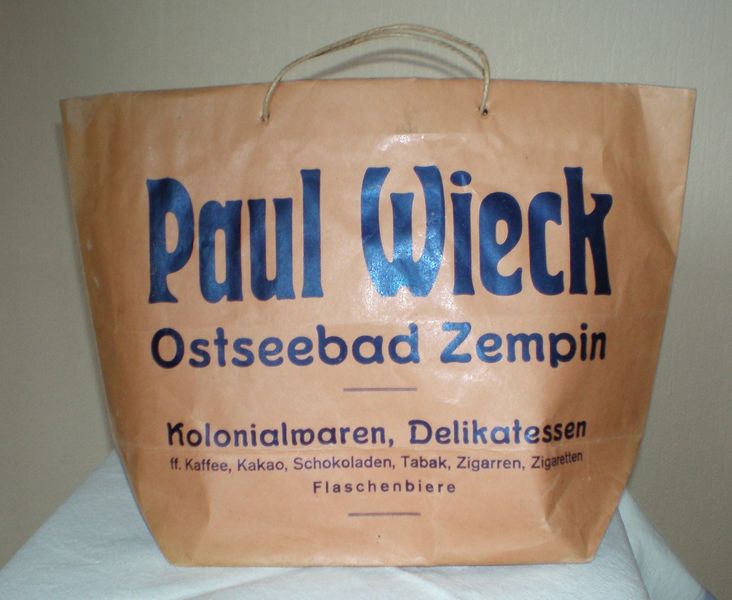 Paul Wieck
Ostseebad Zempin
Kolonialwaren, Delikatessen
ff. Kaffee, Kakao, Schokoladen, Tabak, Zigarren, Zigaretten
Flaschenbiere